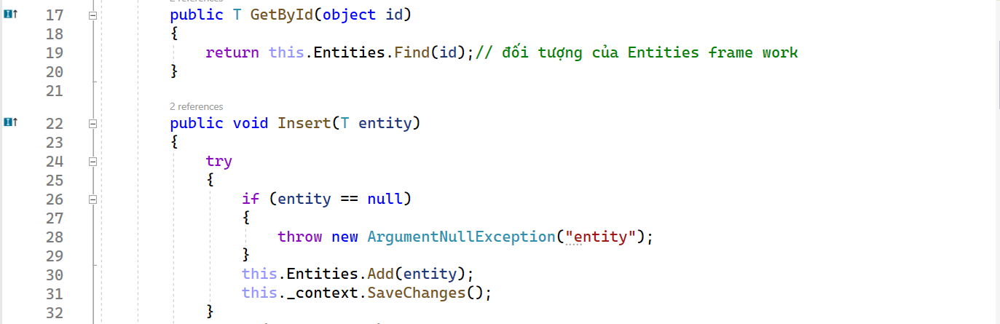 2 references
17 public T GetById(object id)
18 {
19 return this.Entities.Find(id);// đối tượng của Entities frame work
20 }
21
2 references
22 public void Insert(T entity)
23 {
24 try
25 {
26 if (entity == null)
27 {
28 throw new ArgumentNullException("entity");
29 }
30 this.Entities.Add(entity);
31 this._context.SaveChanges();
32 }